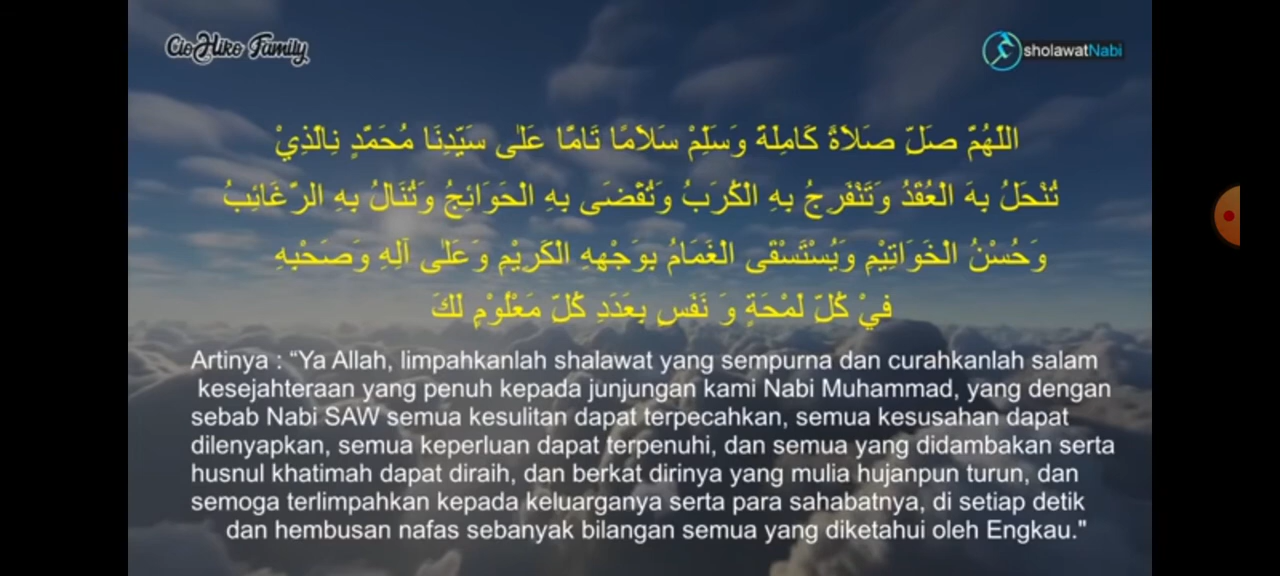 CioHiko Family
sholawatNabi
اللّٰهُمَّ صَلِّ صَلَاةً كَامِلَةً وَسَلِّمْ سَلَامًا تَامًّا عَلٰى سَيِّدِنَا مُحَمَّدٍ نِالَّذِيْ
تُنْحَلُ بِهَ الْعُقَدُ وَتَنْفَرِجُ بِهِ الْكُرَبُ وَتُقْضَى بِهِ الْحَوَائِجُ وَتُنَالُ بِهِ الرَّغَائِبُ
وَحُسْنُ الْخَوَاتِيْمِ وَيُسْتَسْقَى الْغَمَامُ بِوَجْهِهِ الْكَرِيْمِ وَعَلٰى آلِهِ وَصَحْبِهِ
فِيْ كُلِّ لَمْحَةٍ وَ نَفَسٍ بِعَدَدِ كُلِّ مَعْلُوْمٍ لَكَ
Artinya : “Ya Allah, limpahkanlah shalawat yang sempurna dan curahkanlah salam
kesejahteraan yang penuh kepada junjungan kami Nabi Muhammad, yang dengan
sebab Nabi SAW semua kesulitan dapat terpecahkan, semua kesusahan dapat
dilenyapkan, semua keperluan dapat terpenuhi, dan semua yang didambakan serta
husnul khatimah dapat diraih, dan berkat dirinya yang mulia hujanpun turun, dan
semoga terlimpahkan kepada keluarganya serta para sahabatnya, di setiap detik
dan hembusan nafas sebanyak bilangan semua yang diketahui oleh Engkau."